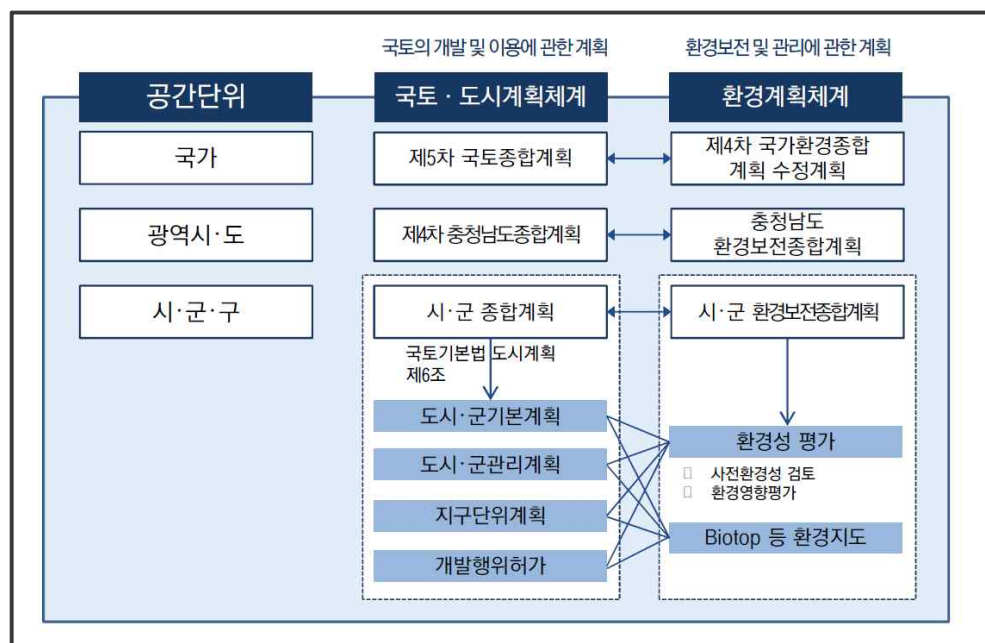 국토의 개발 및 이용에 관한 계획
환경보전 및 관리에 관한 계획
공간단위
국토·도시계획체계
환경계획체계
국가
제5차 국토종합계획
제4차 국가환경종합
계획 수정계획
광역시·도
제4차 충청남도종합계획
충청남도
환경보전종합계획
시·군·구
시·군 종합계획
시·군 환경보전종합계획
국토기본법 도시계획
제6조
도시·군기본계획
도시·군관리계획
지구단위계획
개발행위허가
환경성 평가
사전환경성 검토
환경영향평가
Biotop 등 환경지도